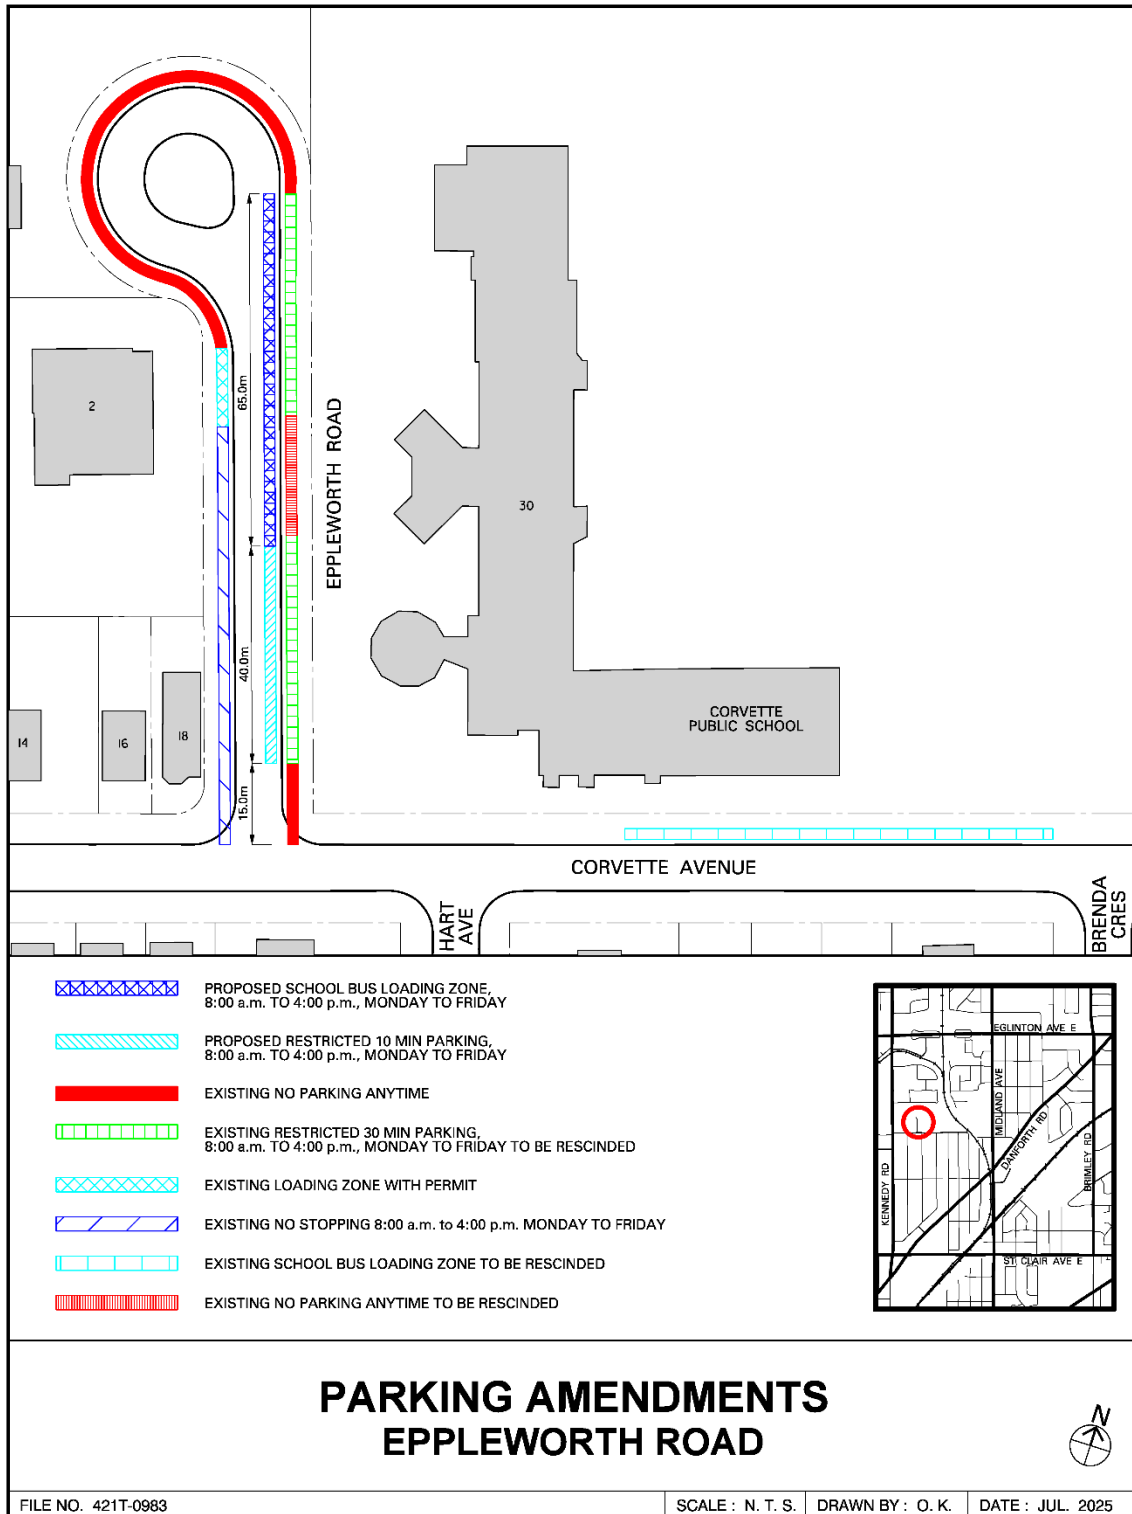 2
65.0m
EPPLEWORTH ROAD
30
40.0m
CORVETTE
PUBLIC SCHOOL
14
16
18
15.0m
CORVETTE AVENUE
HART
AVE
BRENDA
CRES
PROPOSED SCHOOL BUS LOADING ZONE,
8:00 a.m. TO 4:00 p.m., MONDAY TO FRIDAY
PROPOSED RESTRICTED 10 MIN PARKING,
8:00 a.m. TO 4:00 p.m., MONDAY TO FRIDAY
EXISTING NO PARKING ANYTIME
EXISTING RESTRICTED 30 MIN PARKING,
8:00 a.m. TO 4:00 p.m., MONDAY TO FRIDAY TO BE RESCINDED
EXISTING LOADING ZONE WITH PERMIT
EXISTING NO STOPPING 8:00 a.m. to 4:00 p.m. MONDAY TO FRIDAY
EXISTING SCHOOL BUS LOADING ZONE TO BE RESCINDED
EXISTING NO PARKING ANYTIME TO BE RESCINDED
EGLINTON AVE E
MIDLAND AVE
DANFORTH RD
KENNEDY RD
BRIMLEY RD
ST CLAIR AVE E
PARKING AMENDMENTS
EPPLEWORTH ROAD
N
FILE NO. 421T-0983
SCALE : N. T. S.
DRAWN BY : O. K.
DATE : JUL. 2025